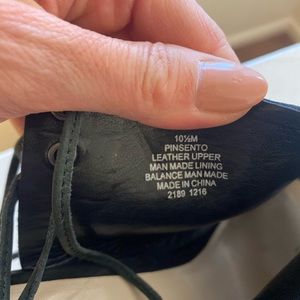 10½M
PINSENTO
LEATHER UPPER
MAN MADE LINING
BALANCE MAN MADE
MADE IN CHINA
2189 1216